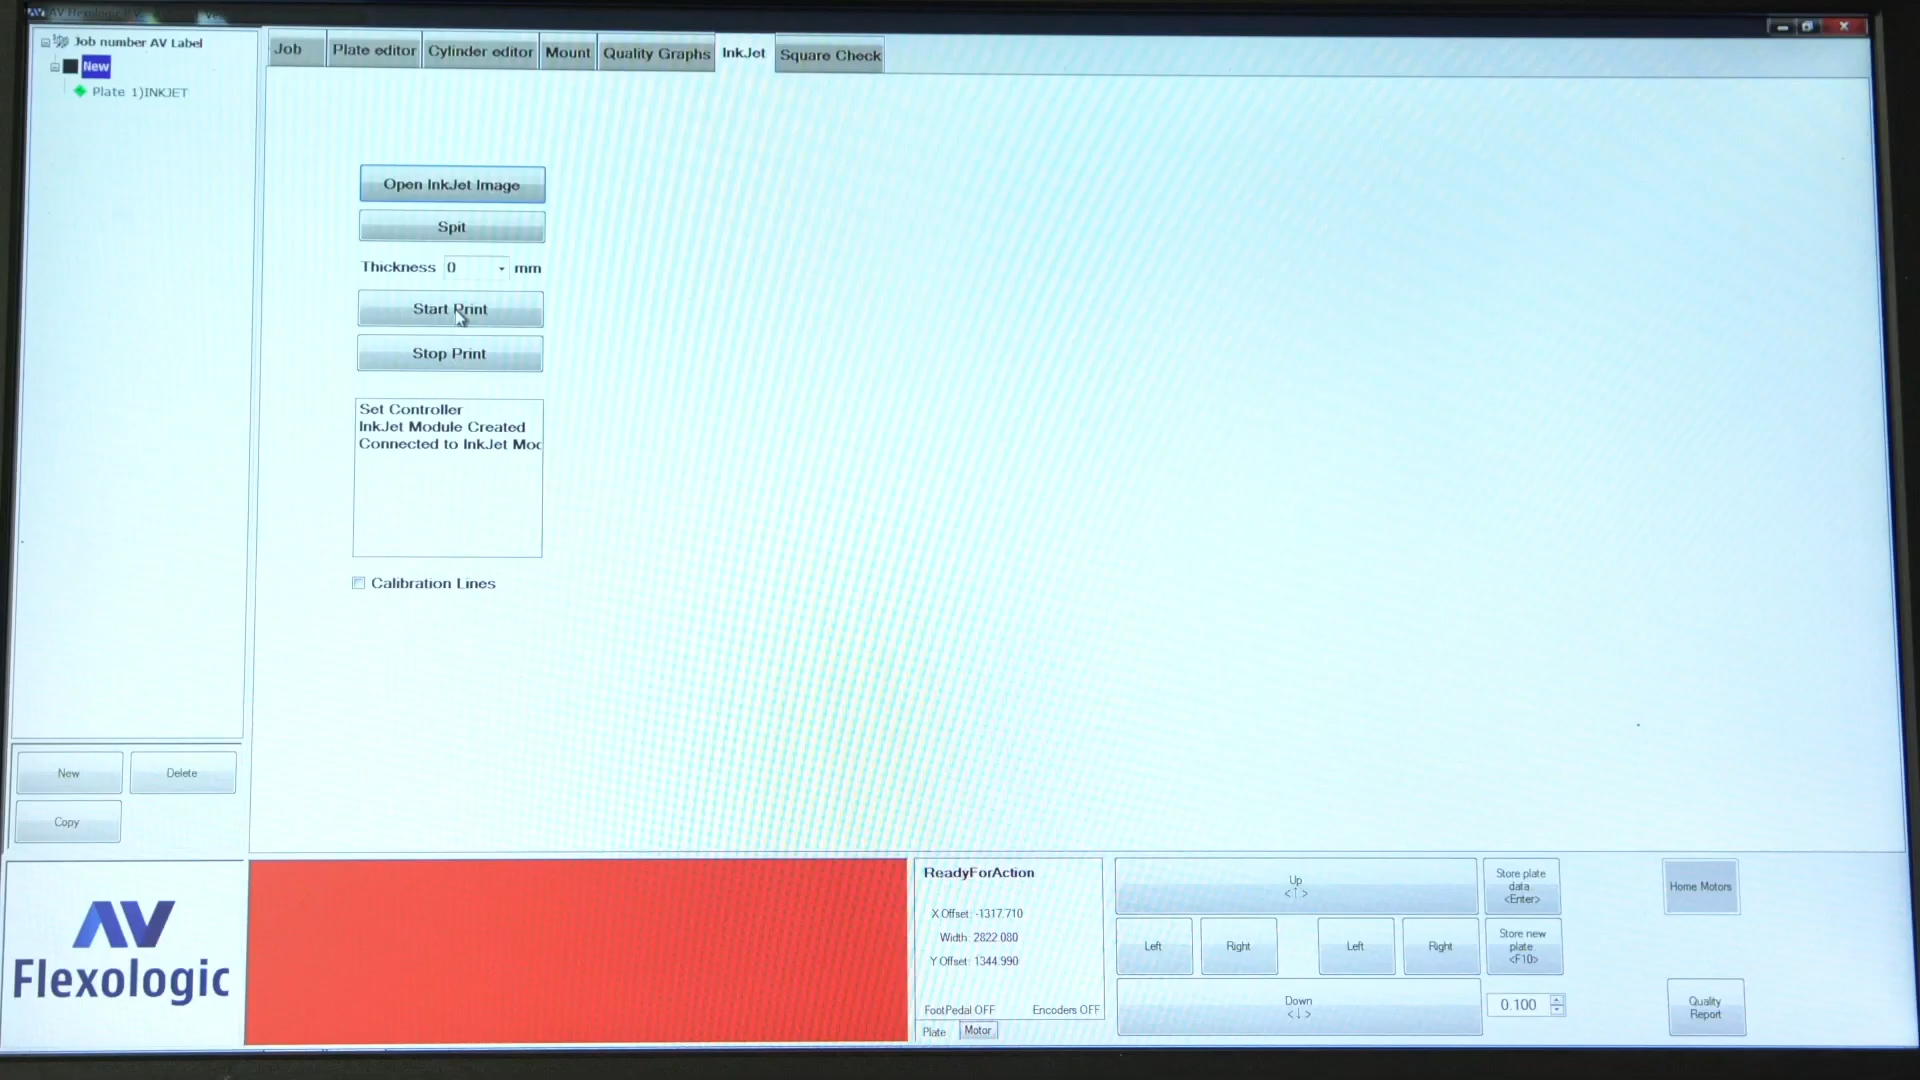 AV Flexologic
Job number AV Label
New
Plate 1)INKJET
Job
Plate editor
Cylinder editor
Mount
Quality Graphs
InkJet
Square Check
Open InkJet Image
Spit
Thickness 0 mm
Start Print
Stop Print
Set Controller
InkJet Module Created
Connected to InkJet Moc
Calibration Lines
New
Delete
Copy
AV
Flexologic
ReadyForAction
X Offset: -1317.710
Width: 2822.080
Y Offset: 1344.990
FootPedal OFF
Encoders OFF
Plate
Motor
Up
<↑>
Left
Right
Left
Right
Down
<↓>
Store plate
data
<Enter>
Store new
plate
<F10>
0.100
Home Motors
Quality
Report